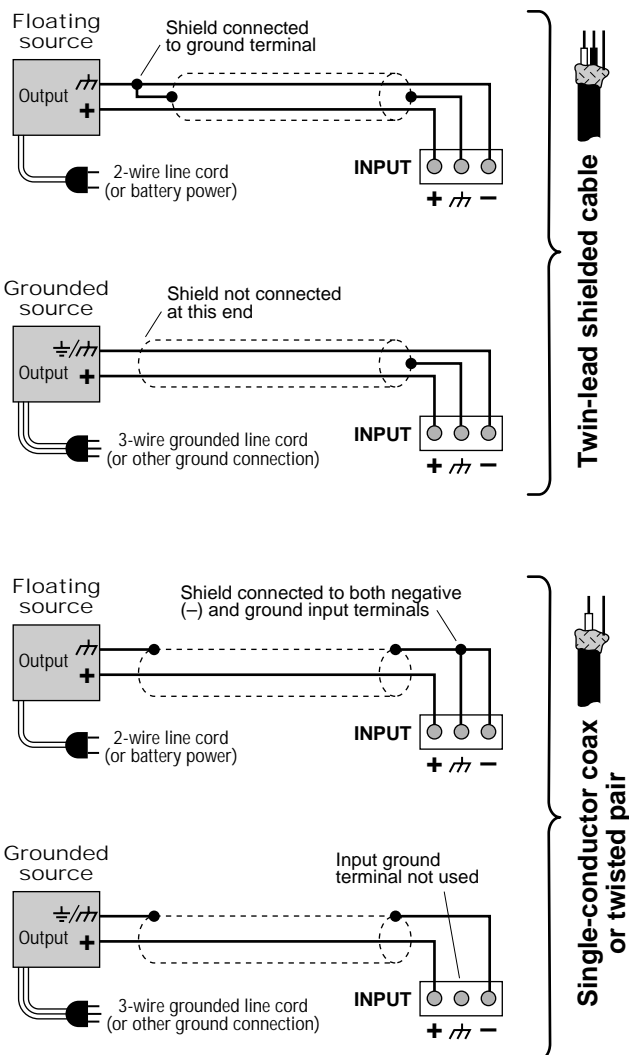 Floating
source
Shield connected
to ground terminal
Output
+
2-wire line cord
(or battery power)
INPUT
+ –
Grounded
source
Shield not connected
at this end
Output +
3-wire grounded line cord
(or other ground connection)
INPUT
+ –
Twin-lead shielded cable
Floating
source
Shield connected to both negative
(–) and ground input terminals
Output
+
2-wire line cord
(or battery power)
INPUT
+ –
Grounded
source
Input ground
terminal not used
/
Output +
3-wire grounded line cord
(or other ground connection)
INPUT
+ –
Single-conductor coax
or twisted pair